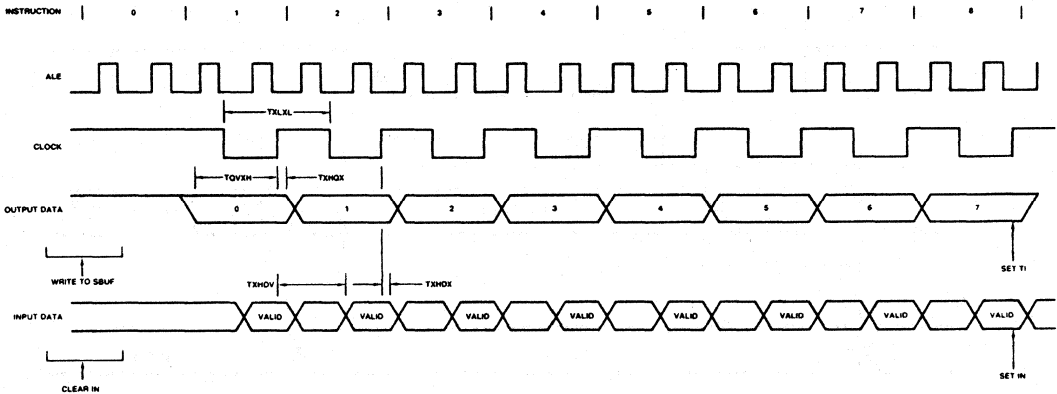 INSTRUCTION | 0 | 1 | 2 | 3 | 4 | 5 | 6 | 7 | 8 |
ALE
TXLXL
CLOCK
TQVXH TXHQX
OUTPUT DATA 0 1 2 3 4 5 6 7
WRITE TO SBUF
SET TI
TXHDV TXHDX
INPUT DATA VALID VALID VALID VALID VALID VALID VALID VALID
CLEAR IN
SET IN